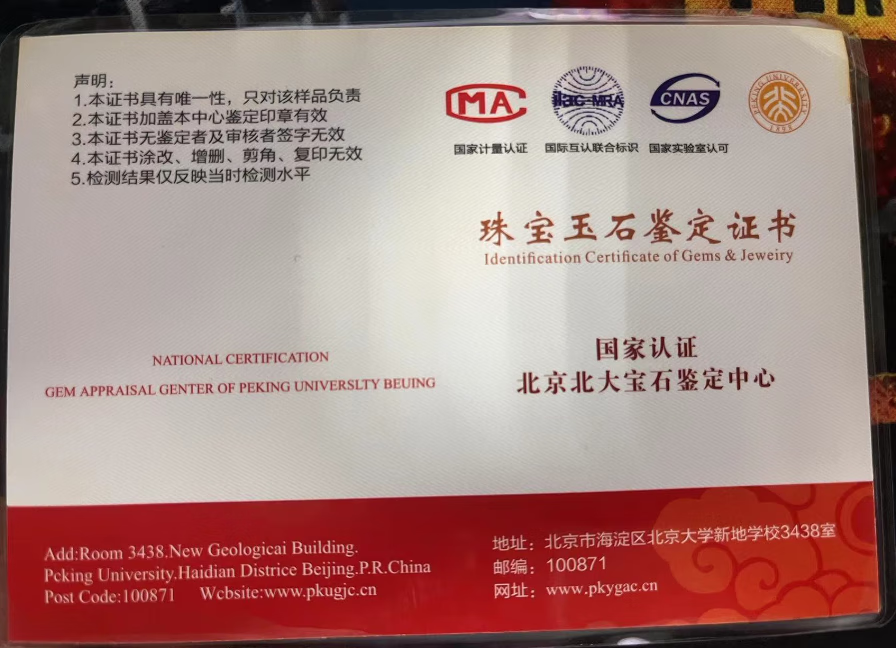 声明：
1.本证书具有唯一性，只对该样品负责
2.本证书加盖本中心鉴定印章有效
3.本证书无鉴定者及审核者签字无效
4.本证书涂改、增删、剪角、复印无效
5.检测结果仅反映当时检测水平
MA
ilac-MRA
CNAS
PEKING UNIVERSITY
1898
国家计量认证
国际互认联合标识
国家实验室认可
珠宝玉石鉴定证书
Identification Certificate of Gems & Jeweiry
国家认证
北京北大宝石鉴定中心
NATIONAL CERTIFICATION
GEM APPRAISAL GENTER OF PEKING UNIVERSLTY BEUING
Add:Room 3438.New Geologicai Building.
Pcking University.Haidian Districe Beijing.P.R.China
Post Code:100871 Wcbsite:www.pkugjc.cn
地址：北京市海淀区北京大学新地学校3438室
邮编：100871
网址：www.pkygac.cn